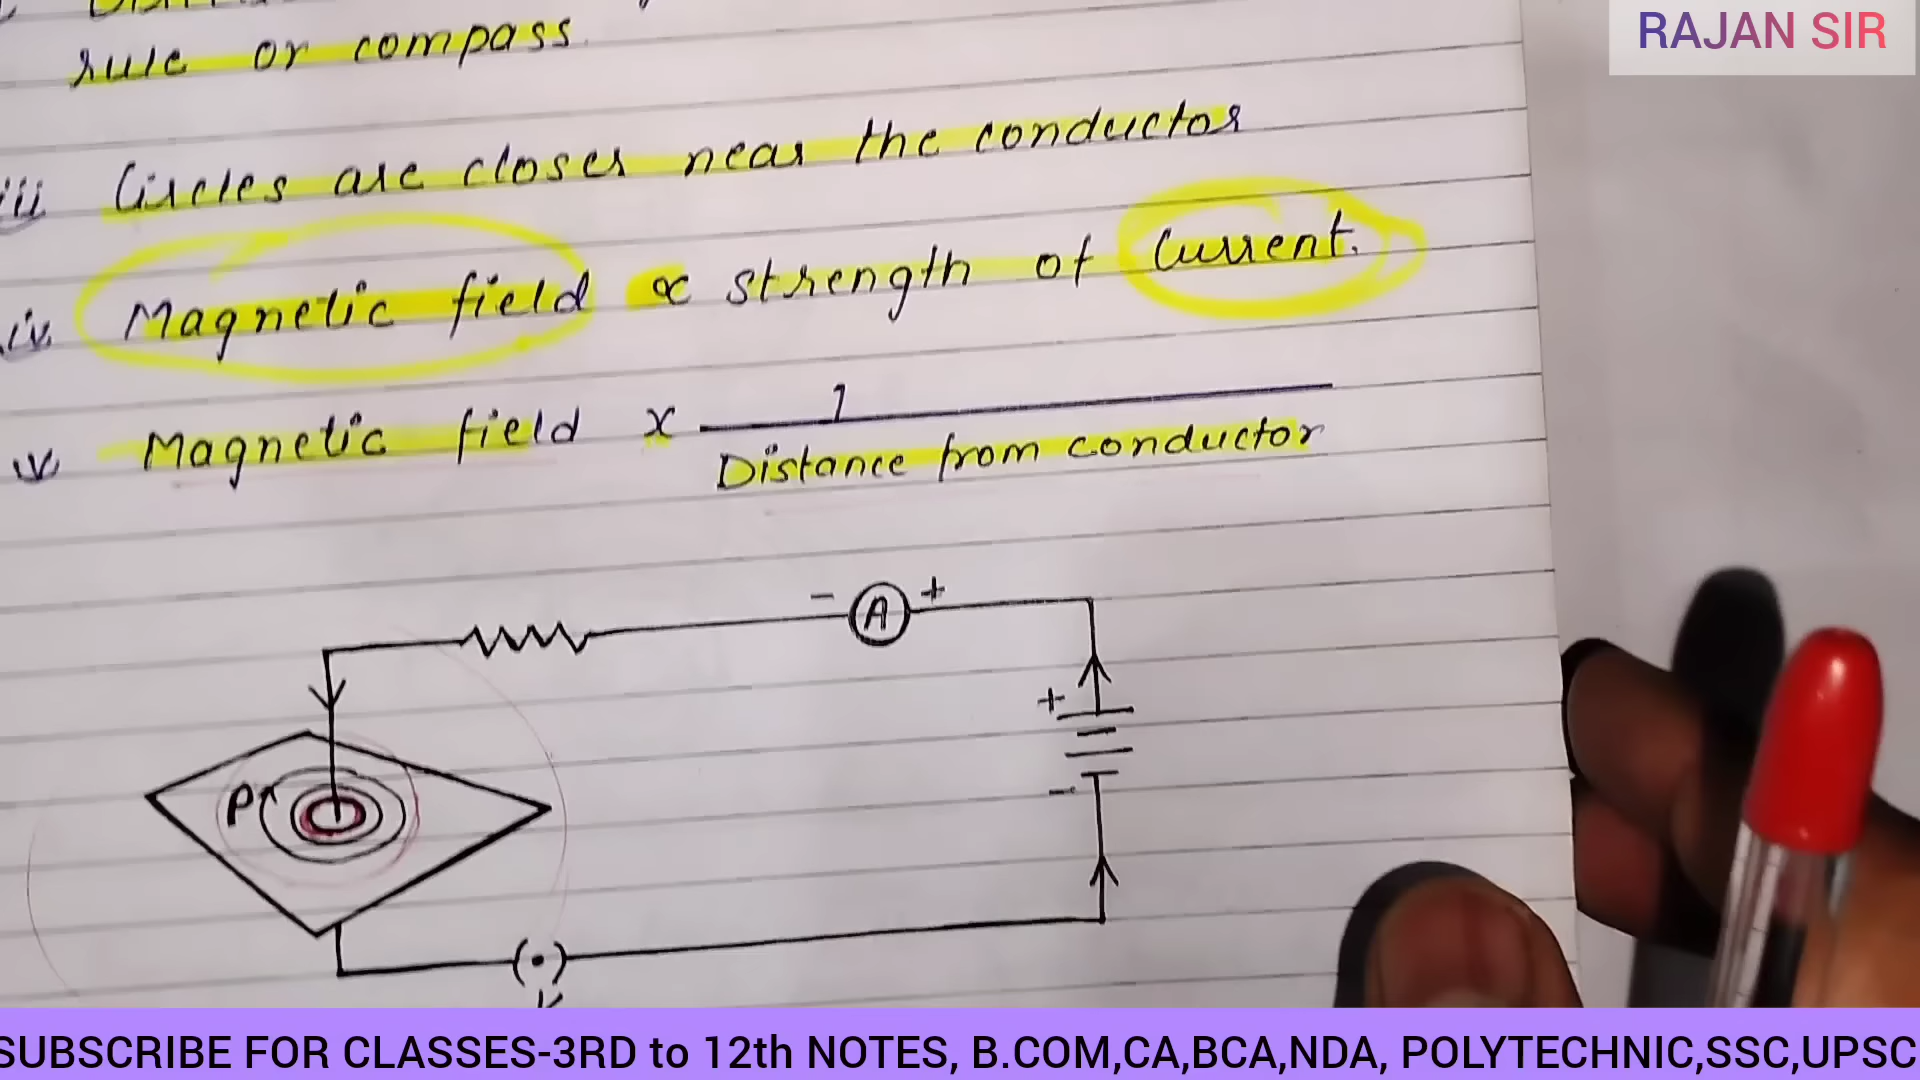 RAJAN SIR
rule or compass.
iii Circles are closer near the conductor
iv. Magnetic field ∝ strength of Current.
v Magnetic field x 1
Distance from conductor
- A +
+
P
-
(•)
SUBSCRIBE FOR CLASSES-3RD to 12th NOTES, B.COM,CA,BCA,NDA, POLYTECHNIC,SSC,UPSC